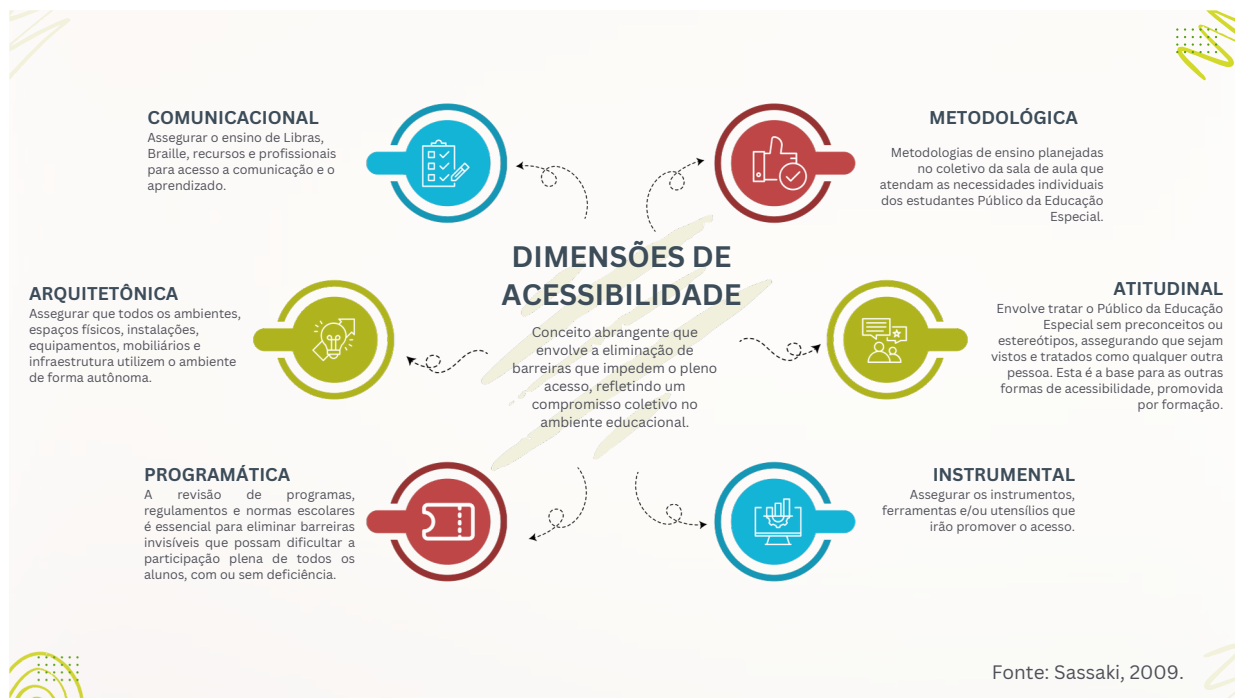 COMUNICACIONAL
Assegurar o ensino de Libras,
Braille, recursos e profissionais
para acesso a comunicação e o
aprendizado.
METODOLÓGICA
Metodologias de ensino planejadas
no coletivo da sala de aula que
atendam as necessidades individuais
dos estudantes Público da Educação
Especial.
DIMENSÕES DE
ACESSIBILIDADE
Conceito abrangente que
envolve a eliminação de
barreiras que impedem o pleno
acesso, refletindo um
compromisso coletivo no
ambiente educacional.
ARQUITETÔNICA
Assegurar que todos os ambientes,
espaços físicos, instalações,
equipamentos, mobiliários e
infraestrutura utilizem o ambiente
de forma autônoma.
ATITUDINAL
Envolve tratar o Público da Educação
Especial sem preconceitos ou
estereótipos, assegurando que sejam
vistos e tratados como qualquer outra
pessoa. Esta é a base para as outras
formas de acessibilidade, promovida
por formação.
PROGRAMÁTICA
A revisão de programas,
regulamentos e normas escolares
é essencial para eliminar barreiras
invisíveis que possam dificultar a
participação plena de todos os
alunos, com ou sem deficiência.
INSTRUMENTAL
Assegurar os instrumentos,
ferramentas e/ou utensílios que
irão promover o acesso.
Fonte: Sassaki, 2009.